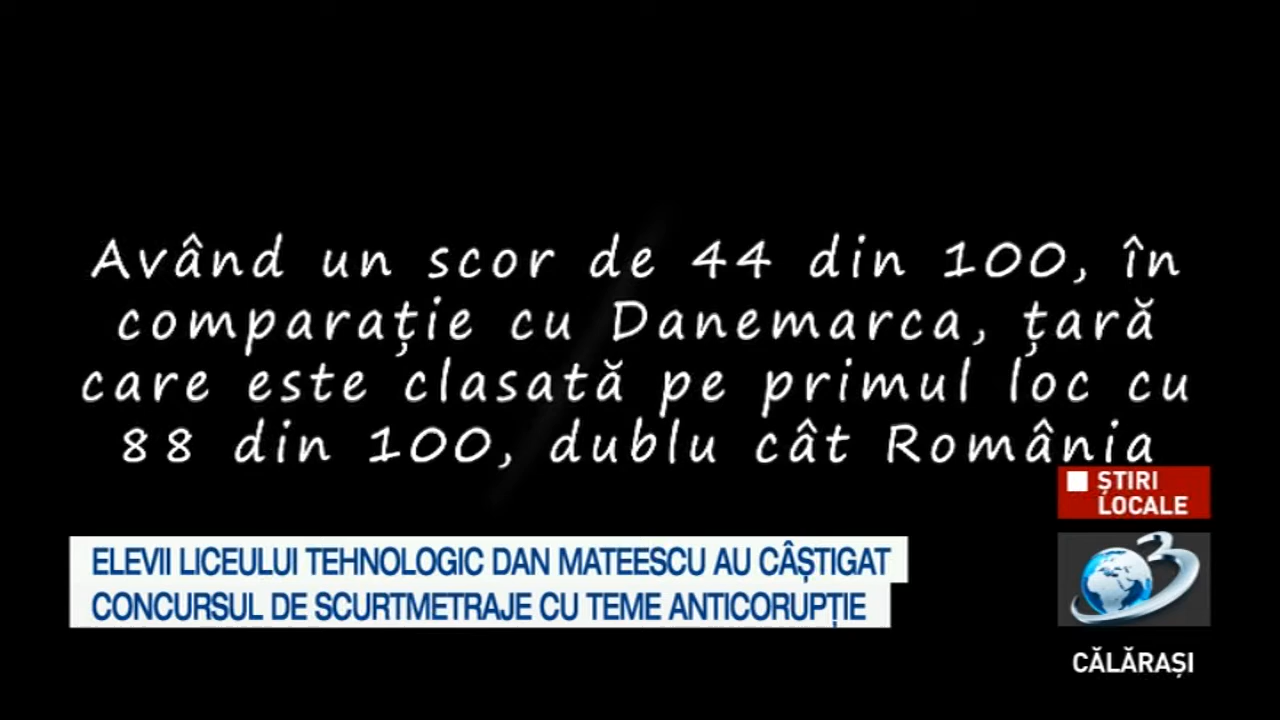 Având un scor de 44 din 100, în
comparație cu Danemarca, țară
care este clasată pe primul loc cu
88 din 100, dublu cât România
ȘTIRI
LOCALE
ELEVII LICEULUI TEHNOLOGIC DAN MATEESCU AU CÂȘTIGAT
CONCURSUL DE SCURTMETRAJE CU TEME ANTICORUPȚIE
3
CĂLĂRAȘI